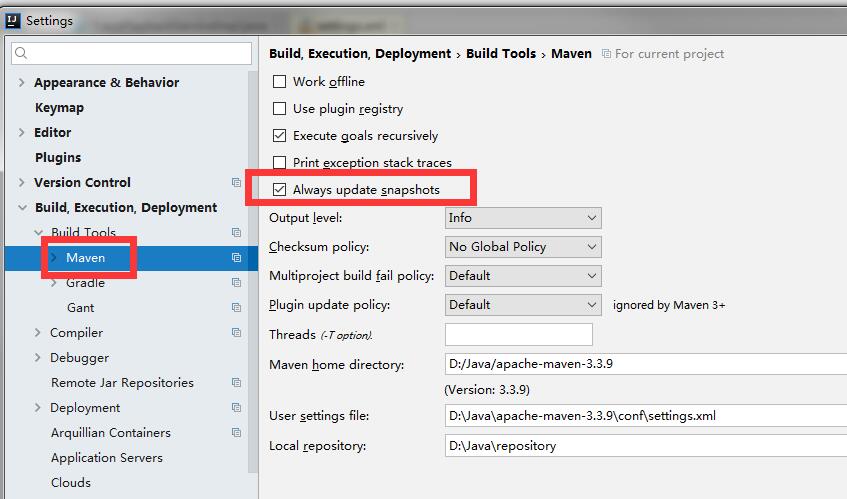 IJ Settings
Appearance & Behavior
Keymap
Editor
Plugins
Version Control
Build, Execution, Deployment
Build Tools
Maven
Gradle
Gant
Compiler
Debugger
Remote Jar Repositories
Deployment
Arquillian Containers
Application Servers
Clouds
Build, Execution, Deployment › Build Tools › Maven For current project
Work offline
Use plugin registry
Execute goals recursively
Print exception stack traces
Always update snapshots
Output level: Info
Checksum policy: No Global Policy
Multiproject build fail policy: Default
Plugin update policy: Default ignored by Maven 3+
Threads (-T option).
Maven home directory: D:/Java/apache-maven-3.3.9
(Version: 3.3.9)
User settings file: D:\Java\apache-maven-3.3.9\conf\settings.xml
Local repository: D:\Java\repository